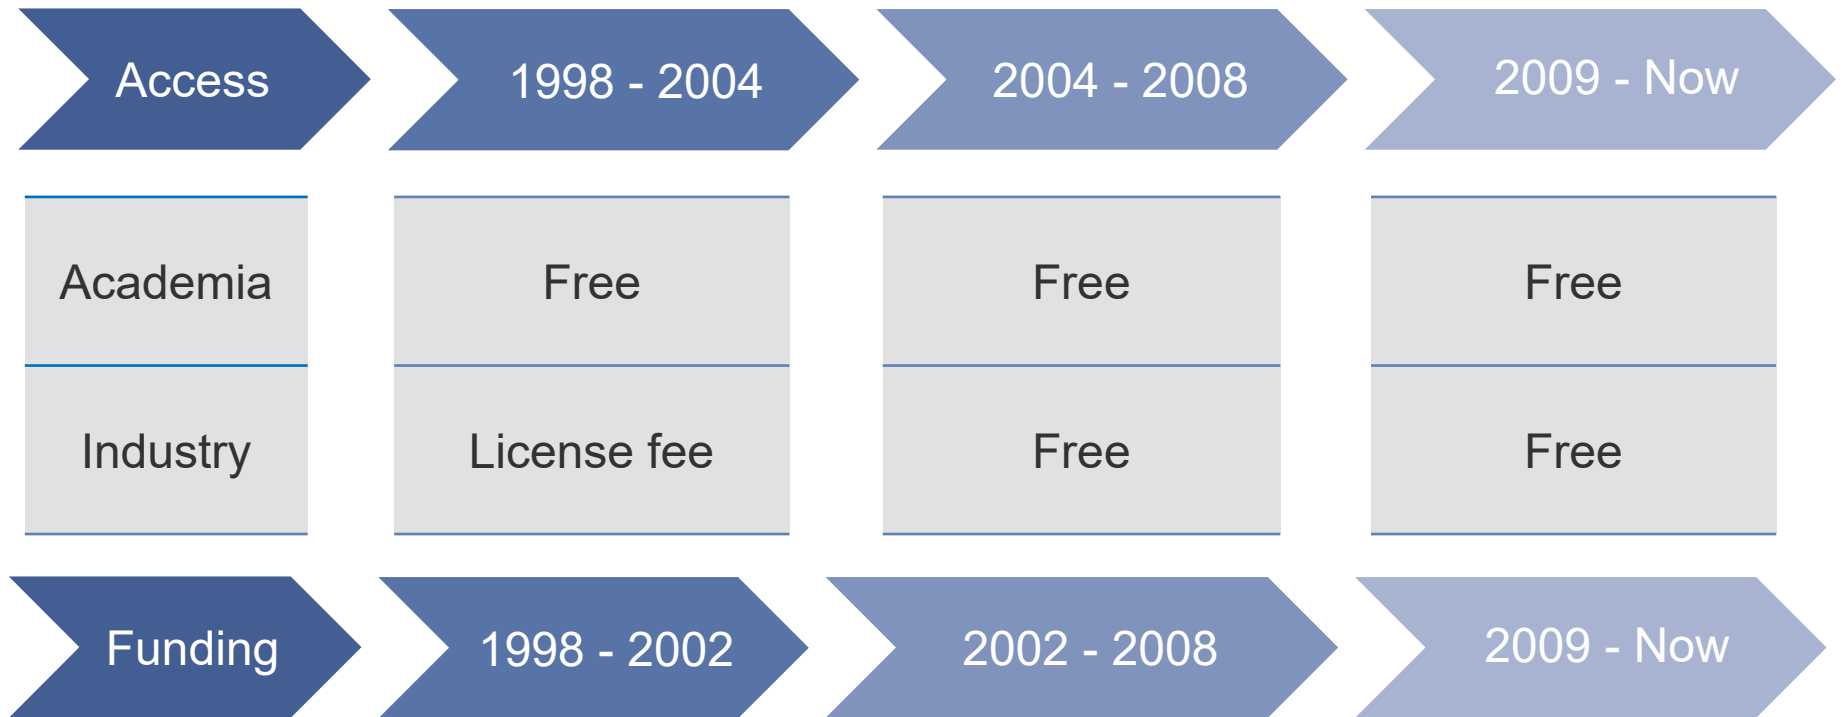 Access 1998 - 2004 2004 - 2008 2009 - Now
Academia Free Free Free
Industry License fee Free Free
Funding 1998 - 2002 2002 - 2008 2009 - Now